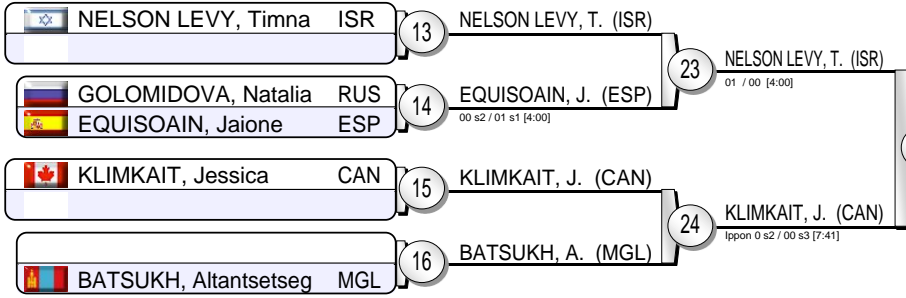 NELSON LEVY, Timna ISR
13
NELSON LEVY, T. (ISR)
23
NELSON LEVY, T. (ISR)
01 / 00 [4:00]
GOLOMIDOVA, Natalia RUS
EQUISOAIN, Jaione ESP
14
EQUISOAIN, J. (ESP)
00 s2 / 01 s1 [4:00]
KLIMKAIT, Jessica CAN
15
KLIMKAIT, J. (CAN)
24
KLIMKAIT, J. (CAN)
Ippon 0 s2 / 00 s3 [7:41]
BATSUKH, Altantsetseg MGL
16
BATSUKH, A. (MGL)